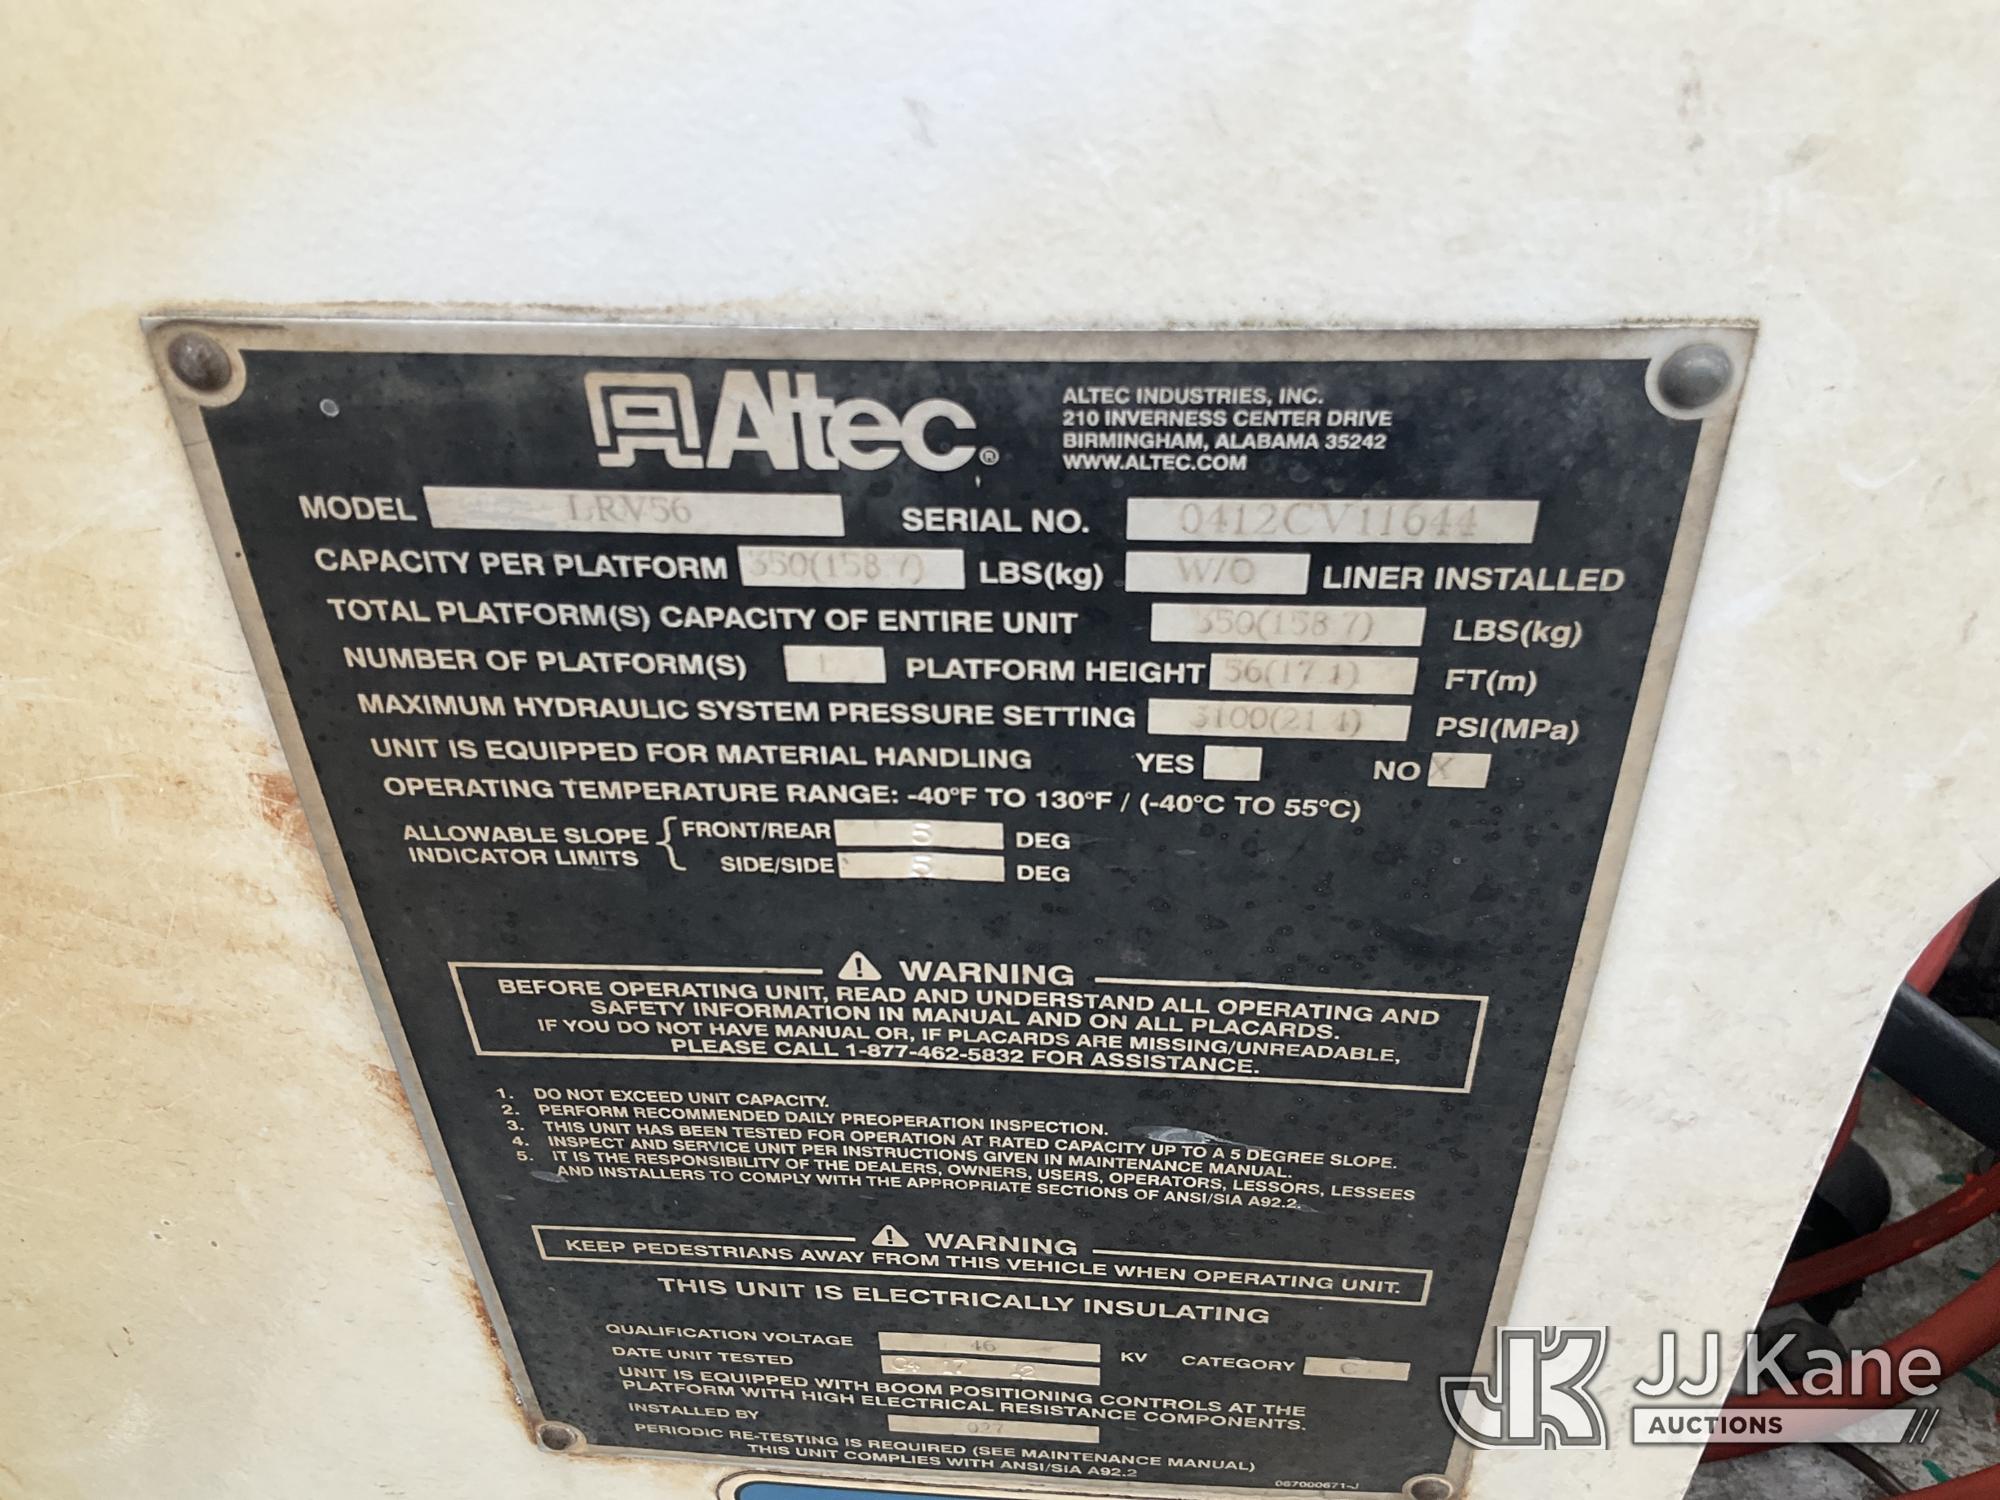 Altec®
ALTEC INDUSTRIES, INC.
210 INVERNESS CENTER DRIVE
BIRMINGHAM, ALABAMA 35242
WWW.ALTEC.COM
MODEL LRV56 SERIAL NO. 0412CV11644
CAPACITY PER PLATFORM 350(158.7) LBS(kg) W/O LINER INSTALLED
TOTAL PLATFORM(S) CAPACITY OF ENTIRE UNIT 350(158.7) LBS(kg)
NUMBER OF PLATFORM(S) 1 PLATFORM HEIGHT 56(17.1) FT(m)
MAXIMUM HYDRAULIC SYSTEM PRESSURE SETTING 3100(21.4) PSI(MPa)
UNIT IS EQUIPPED FOR MATERIAL HANDLING YES NO X
OPERATING TEMPERATURE RANGE: -40°F TO 130°F / (-40°C TO 55°C)
ALLOWABLE SLOPE INDICATOR LIMITS { FRONT/REAR 5 DEG
SIDE/SIDE 5 DEG
WARNING
BEFORE OPERATING UNIT, READ AND UNDERSTAND ALL OPERATING AND
SAFETY INFORMATION IN MANUAL AND ON ALL PLACARDS.
IF YOU DO NOT HAVE MANUAL OR, IF PLACARDS ARE MISSING/UNREADABLE,
PLEASE CALL 1-877-462-5832 FOR ASSISTANCE.
1. DO NOT EXCEED UNIT CAPACITY.
2. PERFORM RECOMMENDED DAILY PREOPERATION INSPECTION.
3. THIS UNIT HAS BEEN TESTED FOR OPERATION AT RATED CAPACITY UP TO A 5 DEGREE SLOPE.
4. INSPECT AND SERVICE UNIT PER INSTRUCTIONS GIVEN IN MAINTENANCE MANUAL.
5. IT IS THE RESPONSIBILITY OF THE DEALERS, OWNERS, USERS, OPERATORS, LESSORS, LESSEES
AND INSTALLERS TO COMPLY WITH THE APPROPRIATE SECTIONS OF ANSI/SIA A92.2.
WARNING
KEEP PEDESTRIANS AWAY FROM THIS VEHICLE WHEN OPERATING UNIT.
THIS UNIT IS ELECTRICALLY INSULATING
QUALIFICATION VOLTAGE 46 KV CATEGORY C
DATE UNIT TESTED 04 17 12
UNIT IS EQUIPPED WITH BOOM POSITIONING CONTROLS AT THE
PLATFORM WITH HIGH ELECTRICAL RESISTANCE COMPONENTS.
INSTALLED BY 027
PERIODIC RE-TESTING IS REQUIRED (SEE MAINTENANCE MANUAL)
THIS UNIT COMPLIES WITH ANSI/SIA A92.2
067000671-J
JK JJ Kane
AUCTIONS